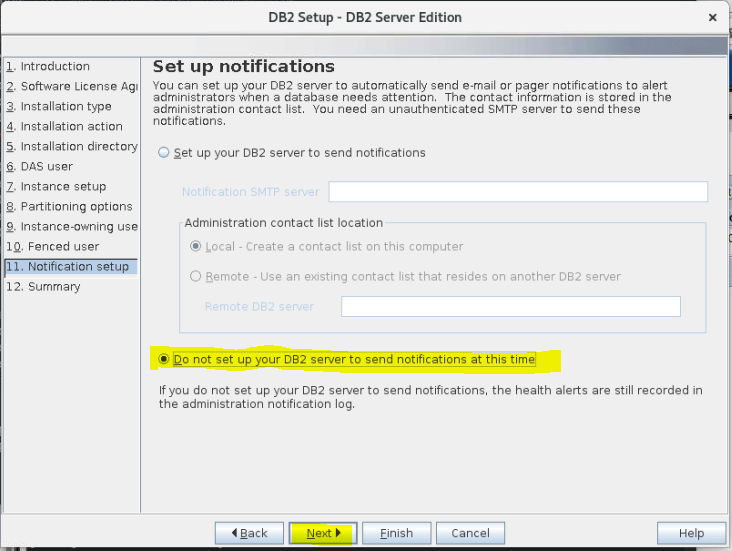 DB2 Setup - DB2 Server Edition
1. Introduction
2. Software License Agr
3. Installation type
4. Installation action
5. Installation directory
6. DAS user
7. Instance setup
8. Partitioning options
9. Instance-owning use
10. Fenced user
11. Notification setup
12. Summary
Set up notifications
You can set up your DB2 server to automatically send e-mail or pager notifications to alert
administrators when a database needs attention. The contact information is stored in the
administration contact list. You need an unauthenticated SMTP server to send these
notifications.
Set up your DB2 server to send notifications
Notification SMTP server
Administration contact list location
Local - Create a contact list on this computer
Remote - Use an existing contact list that resides on another DB2 server
Remote DB2 server
Do not set up your DB2 server to send notifications at this time
If you do not set up your DB2 server to send notifications, the health alerts are still recorded in
the administration notification log.
Back Next Finish Cancel Help